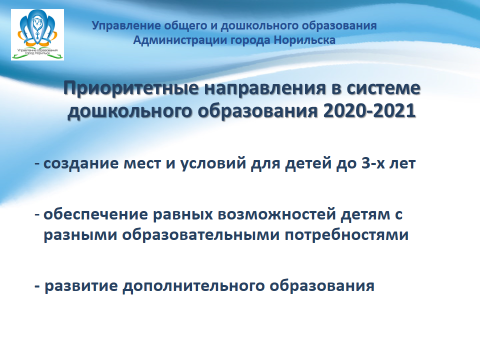 Управление общего и дошкольного образования
Администрации города Норильска
Приоритетные направления в системе
дошкольного образования 2020-2021
- создание мест и условий для детей до 3-х лет
- обеспечение равных возможностей детям с
разными образовательными потребностями
- развитие дополнительного образования